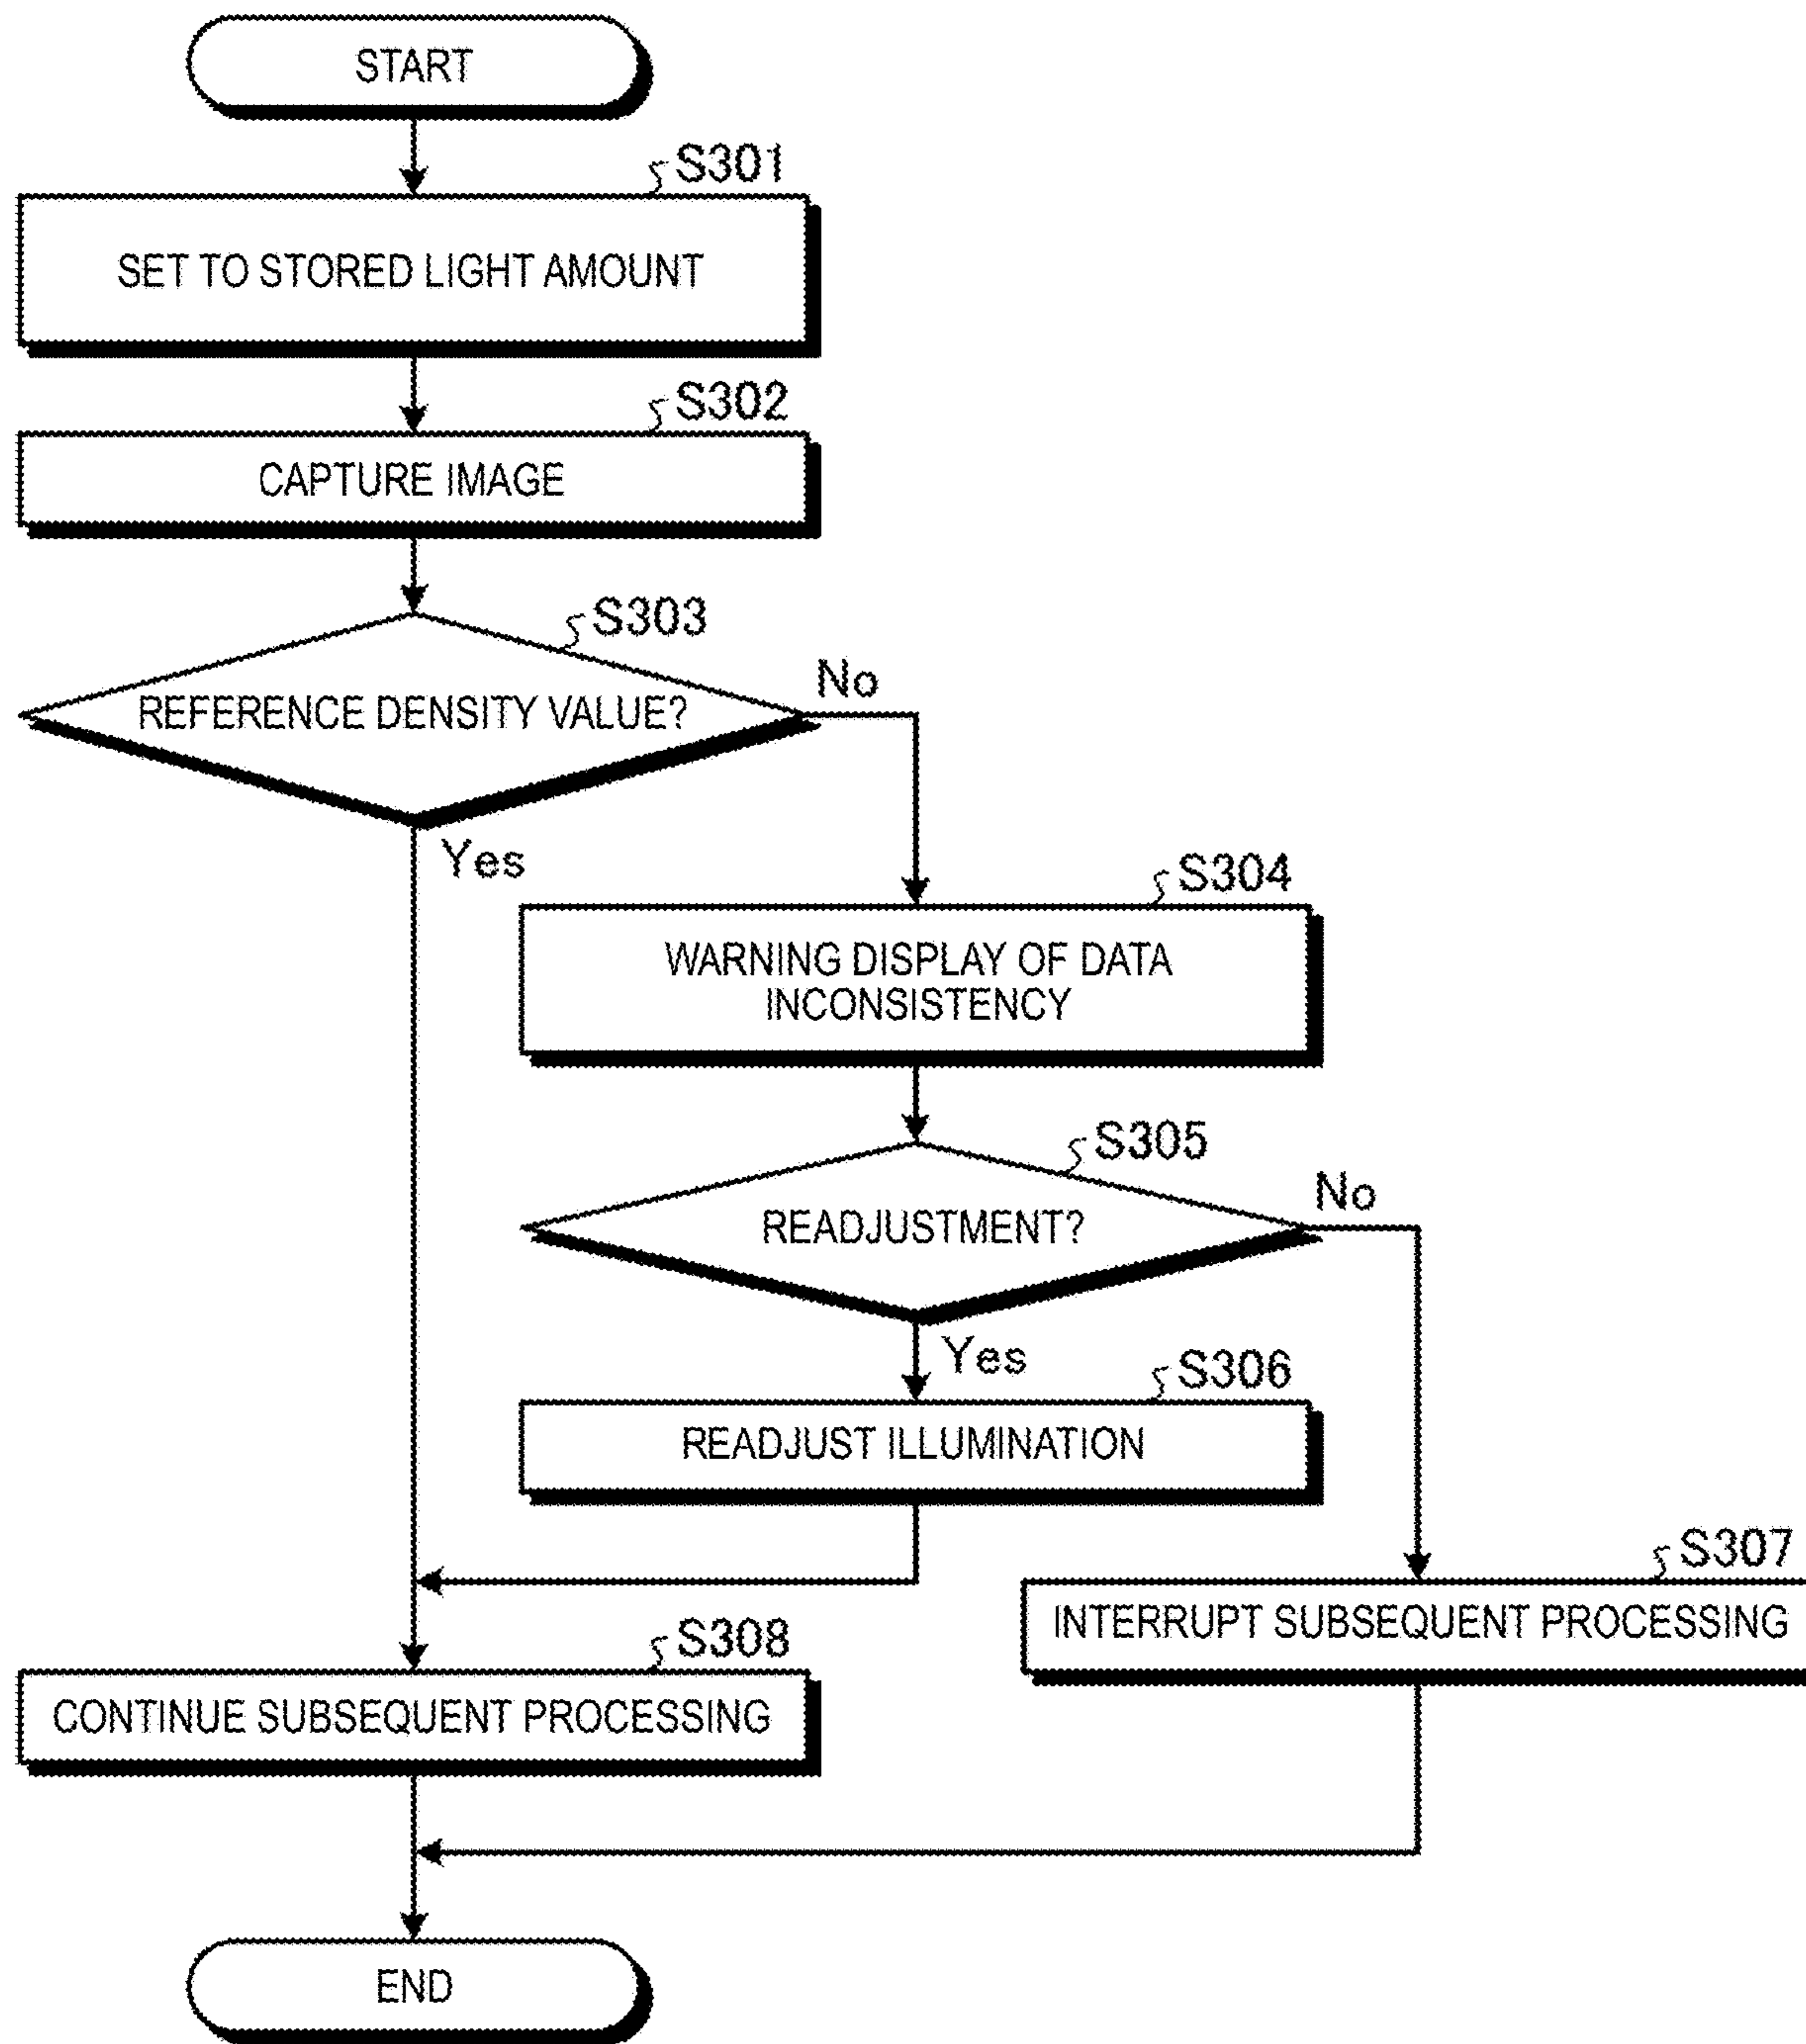 START
S301
SET TO STORED LIGHT AMOUNT
S302
CAPTURE IMAGE
S303
REFERENCE DENSITY VALUE?
No
Yes
S304
WARNING DISPLAY OF DATA
INCONSISTENCY
S305
READJUSTMENT?
No
Yes
S306
READJUST ILLUMINATION
S307
INTERRUPT SUBSEQUENT PROCESSING
S308
CONTINUE SUBSEQUENT PROCESSING
END